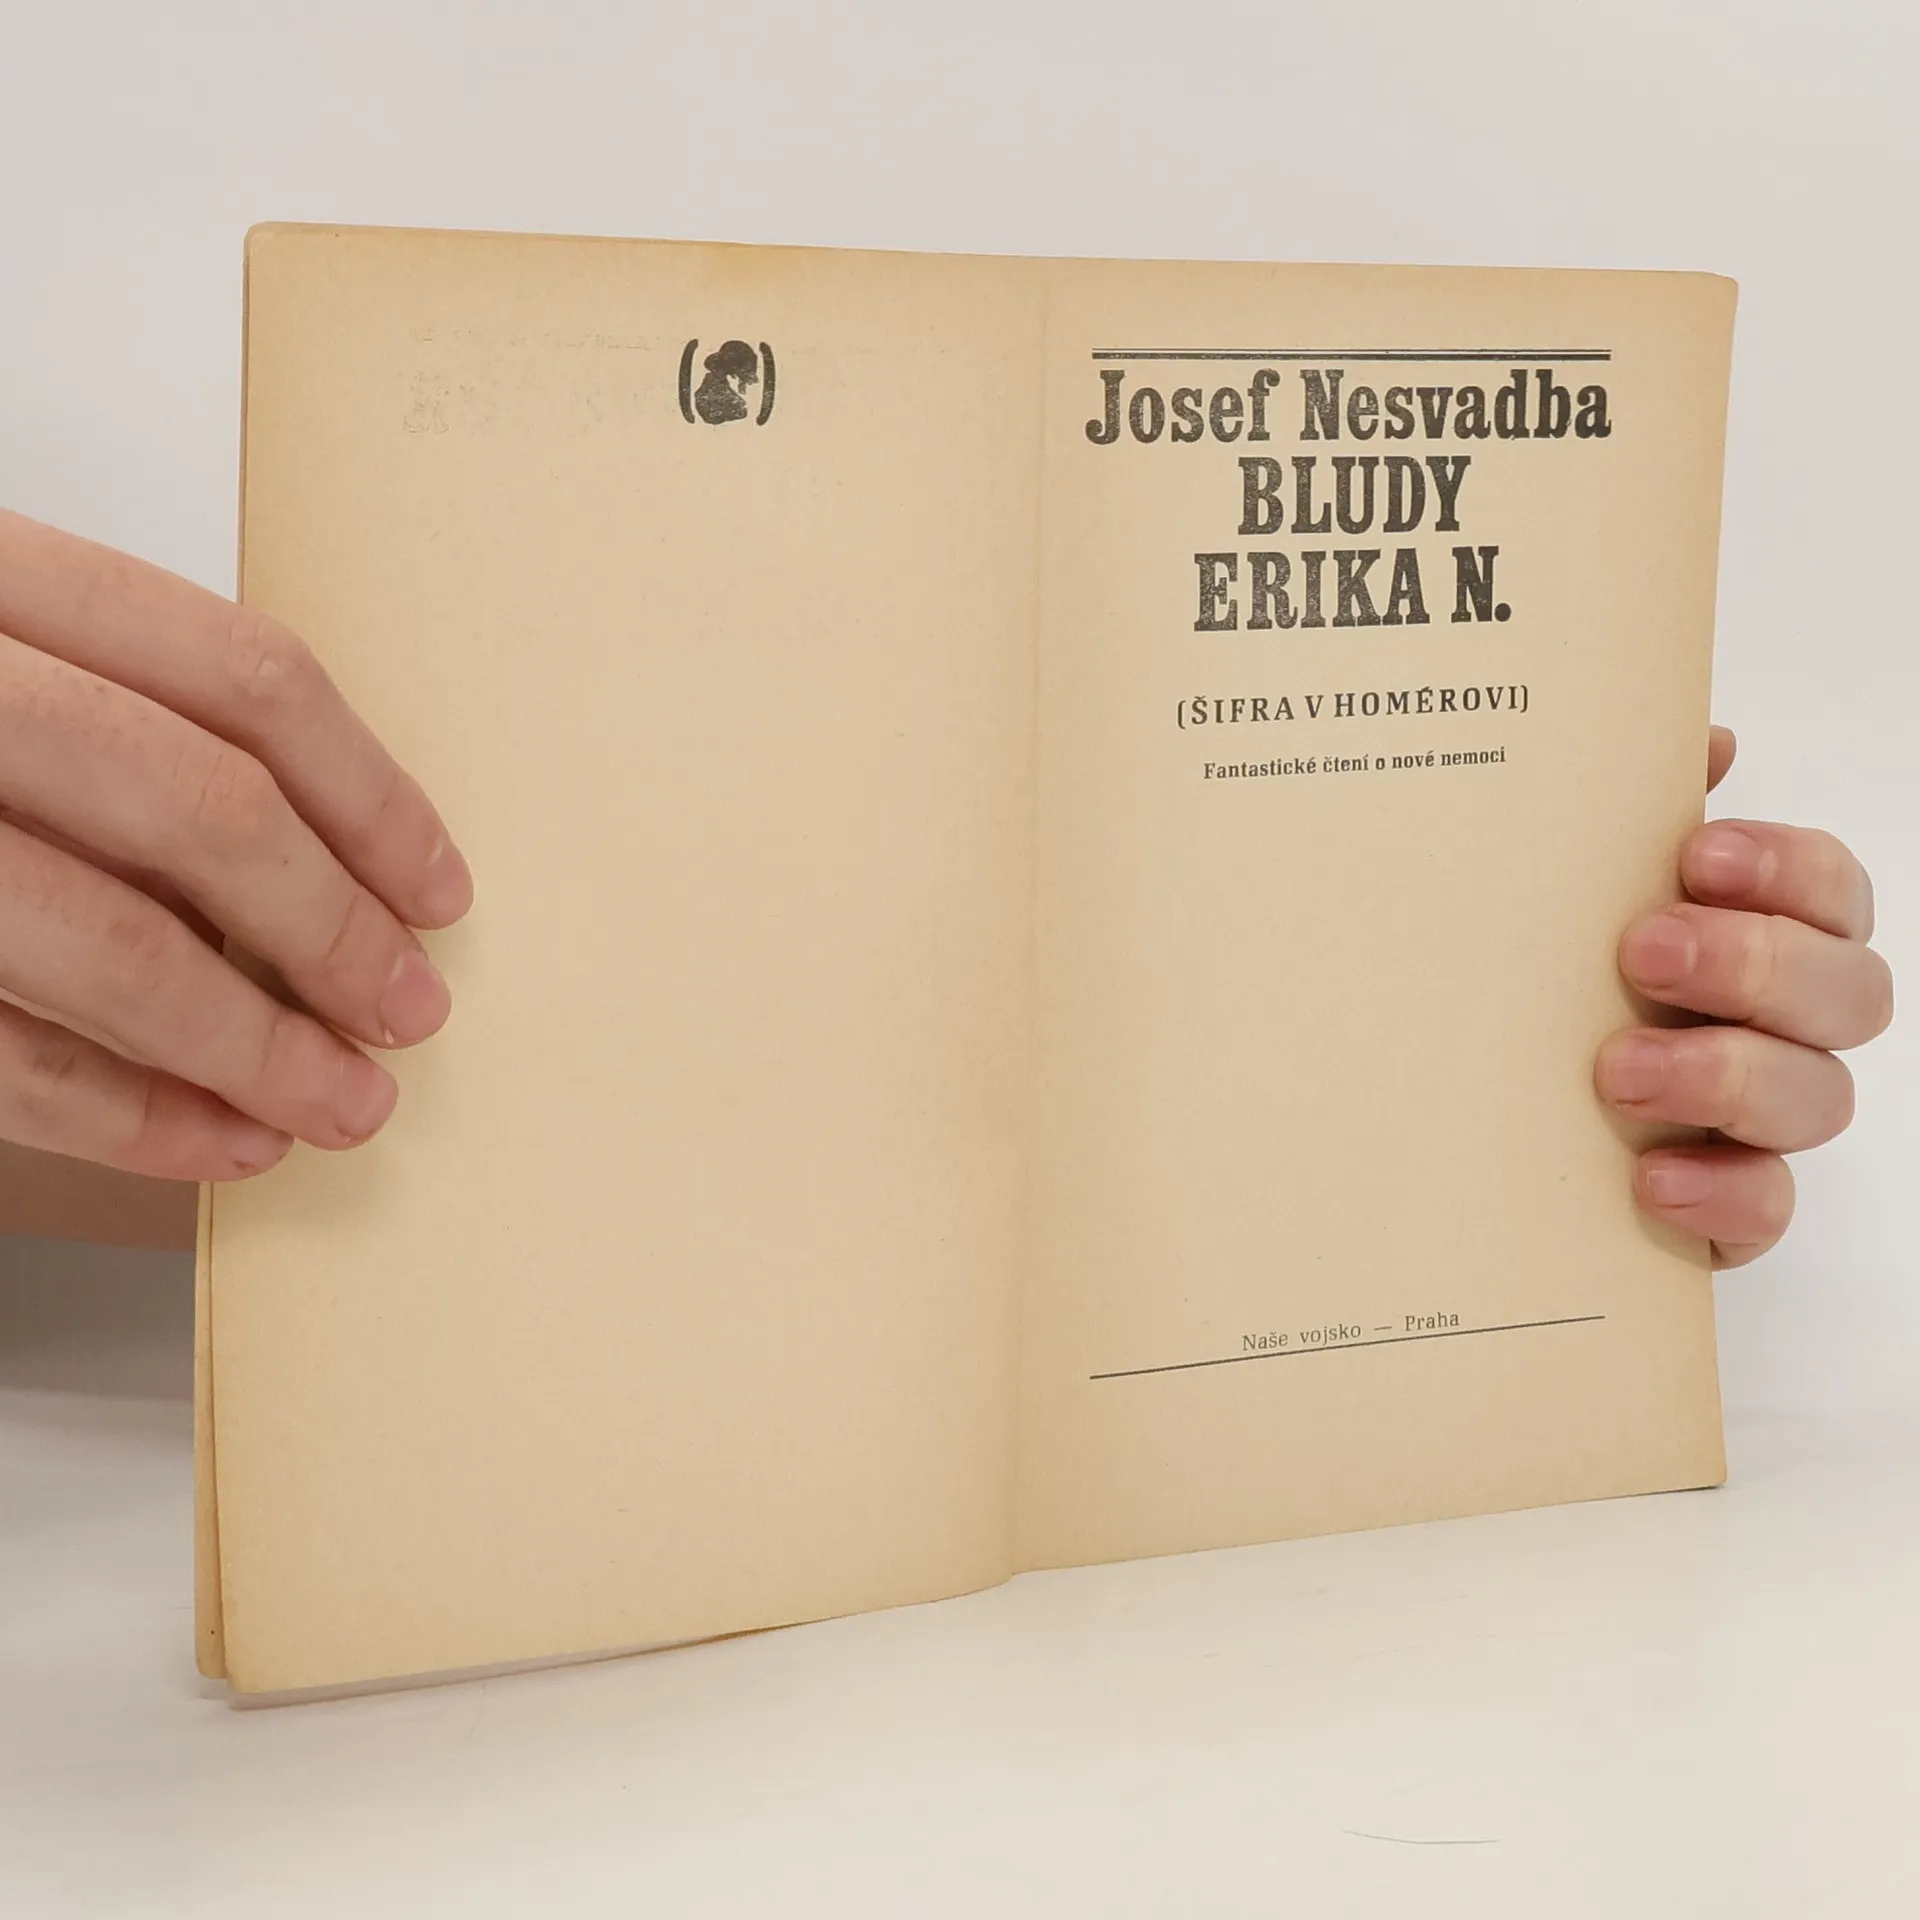 Josef Nesvadba
BLUDY
ERIKA N.
(ŠIFRA V HOMÉROVI)
Fantastické čtení o nové nemoci
Naše vojsko — Praha